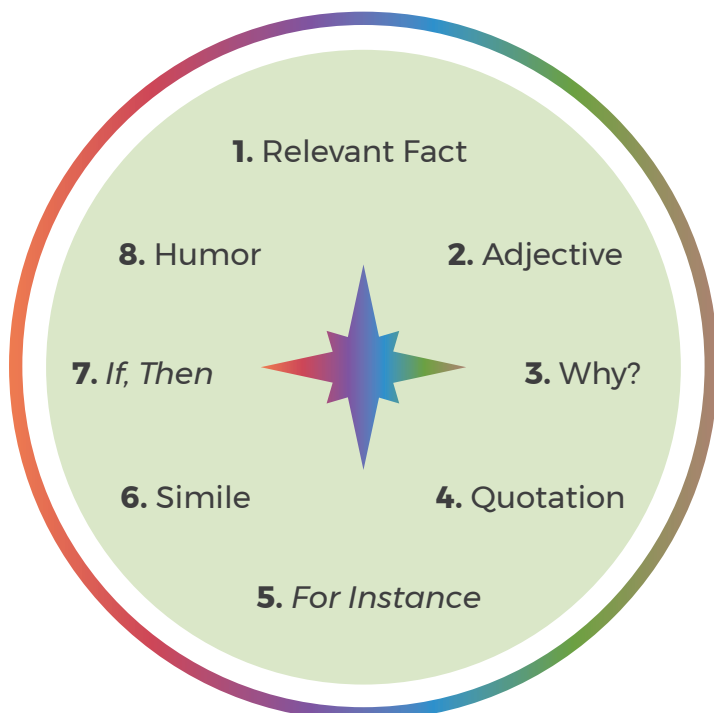 1. Relevant Fact
8. Humor
2. Adjective
7. If, Then
3. Why?
6. Simile
4. Quotation
5. For Instance